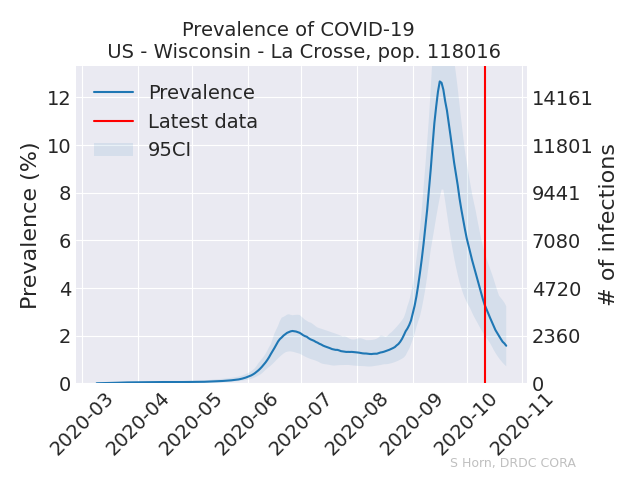 Prevalence of COVID-19
US - Wisconsin - La Crosse, pop. 118016
Prevalence
Latest data
95CI
Prevalence (%)
12
10
8
6
4
2
0
14161
11801
9441
7080
4720
2360
0
# of infections
2020-03
2020-04
2020-05
2020-06
2020-07
2020-08
2020-09
2020-10
2020-11
S Horn, DRDC CORA